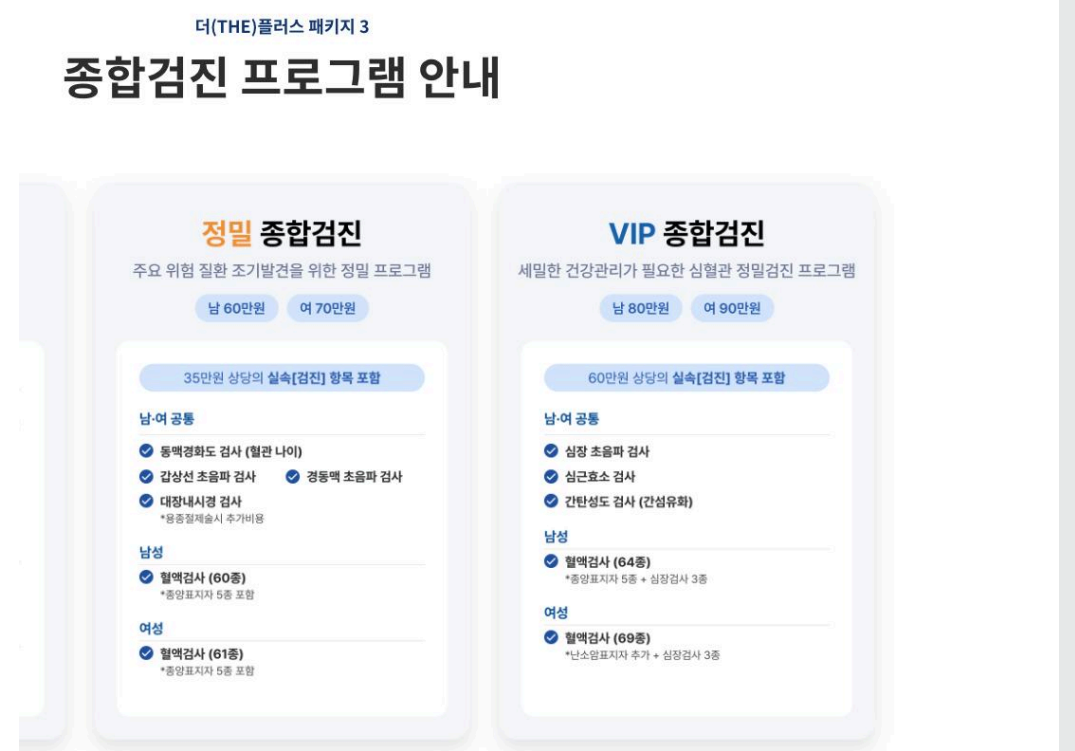 더(THE)플러스 패키지 3
종합검진 프로그램 안내
정밀 종합검진
주요 위험 질환 조기발견을 위한 정밀 프로그램
남 60만원 여 70만원
35만원 상당의 실속[검진] 항목 포함
남·여 공통
동맥경화도 검사 (혈관 나이)
갑상선 초음파 검사 경동맥 초음파 검사
대장내시경 검사
*용종절제술시 추가비용
남성
혈액검사 (60종)
*종양표지자 5종 포함
여성
혈액검사 (61종)
*종양표지자 5종 포함
VIP 종합검진
세밀한 건강관리가 필요한 심혈관 정밀검진 프로그램
남 80만원 여 90만원
60만원 상당의 실속[검진] 항목 포함
남·여 공통
심장 초음파 검사
심근효소 검사
간탄성도 검사 (간섬유화)
남성
혈액검사 (64종)
*종양표지자 5종 + 심장검사 3종
여성
혈액검사 (69종)
*난소암표지자 추가 + 심장검사 3종